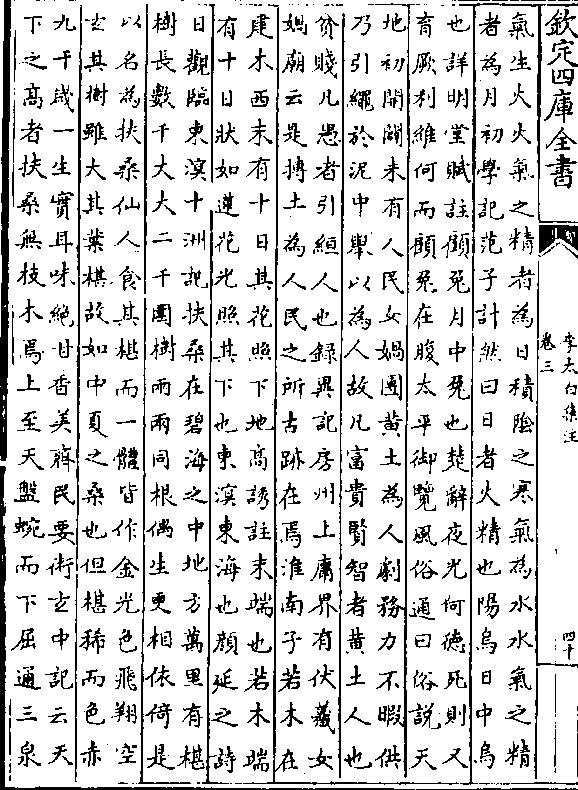 欽定四庫全書
李太白集注
卷三
四十
氣生火火氣之精者為日積陰之寒氣為水水氣之精
者為月初學記范子計然曰日者火精也陽烏日中烏
也詳明堂賦註顧兔月中兔也楚辭夜光何德死則又
育厥利維何而顧兔在腹太平御覽風俗通曰俗說天
地初開闢未有人民女媧團黄土為人劇務力不暇供
乃引繩於泥中舉以為人故凡富貴賢智者黄土人也
貧賤凡愚者引縆人也録異記房州上庸界有伏羲女
媧廟云是摶土為人民之所古跡在焉淮南子若木在
建木西末有十日其花照下地高誘註末端也若木端
有十日狀如蓮花光照其下也東溟東海也顔延之詩
日觀臨東溟十洲記扶桑在碧海之中地方萬里有椹
樹長數千丈大二千圍樹兩兩同根偶生更相依倚是
以名為扶桑仙人食其椹而一體皆作金光色飛翔空
立其樹雖大其葉椹故如中夏之桑也但椹稀而色赤
九千歲一生實耳味絶甘香美齊民要術玄中記云天
下之高者扶桑無枝木焉上至天盤蜿而下屈通三泉